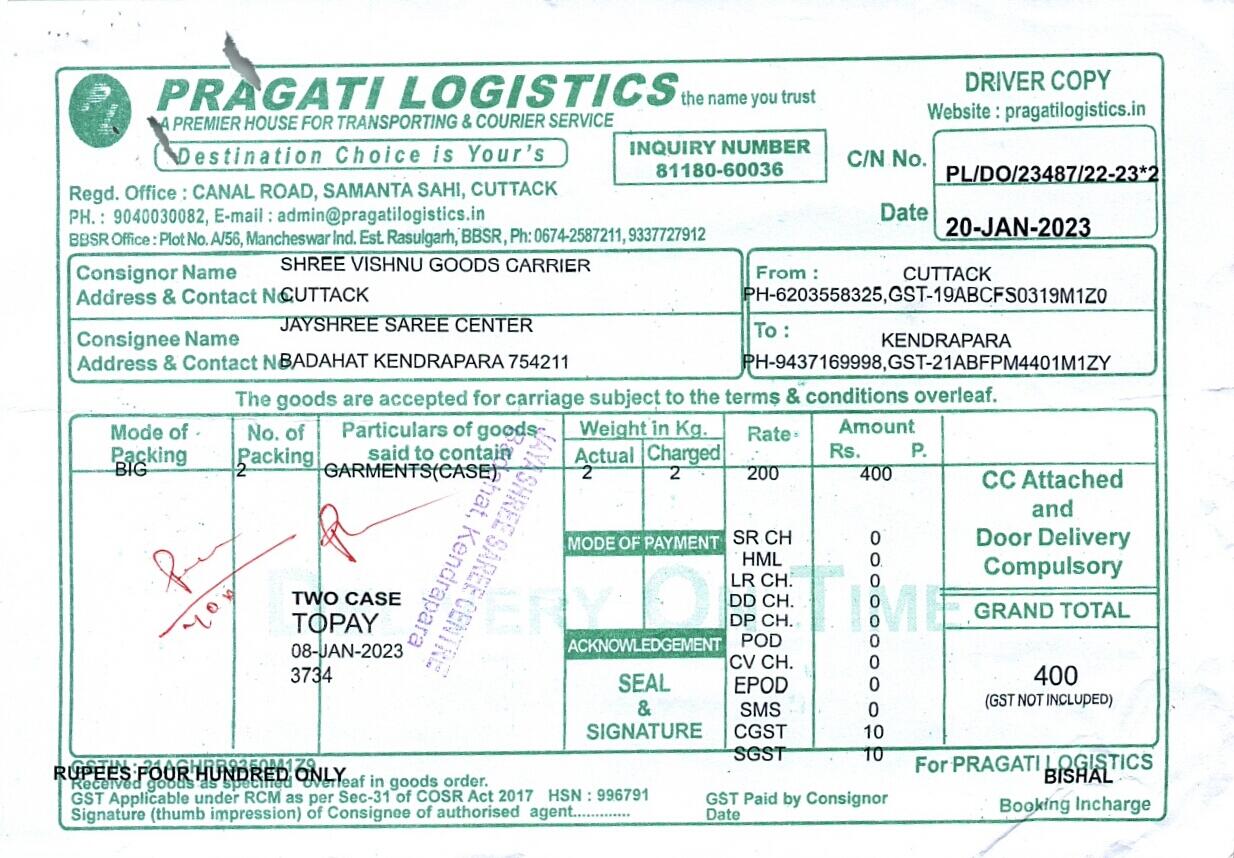 PRAGATI LOGISTICS the name you trust
A PREMIER HOUSE FOR TRANSPORTING & COURIER SERVICE
Destination Choice is Your's
INQUIRY NUMBER
81180-60036
DRIVER COPY
Website : pragatilogistics.in
C/N No. PL/DO/23487/22-23*2
Date 20-JAN-2023
Regd. Office : CANAL ROAD, SAMANTA SAHI, CUTTACK
PH. : 9040030082, E-mail : admin@pragatilogistics.in
BBSR Office : Plot No. A/56, Mancheswar Ind. Est. Rasulgarh, BBSR, Ph: 0674-2587211, 9337727912
Consignor Name SHREE VISHNU GOODS CARRIER
Address & Contact No. CUTTACK
From : CUTTACK
PH-6203558325,GST-19ABCFS0319M1Z0
Consignee Name JAYSHREE SAREE CENTER
Address & Contact No BADAHAT KENDRAPARA 754211
To : KENDRAPARA
PH-9437169998,GST-21ABFPM4401M1ZY
The goods are accepted for carriage subject to the terms & conditions overleaf.
Mode of Packing No. of Packing Particulars of goods said to contain Weight in Kg. Actual Charged Rate Amount Rs. P.
BIG 2 GARMENTS(CASE) 2 2 200 400
CC Attached
and
Door Delivery
Compulsory
JAYASHREE SAREE CENTRE
Badahat, Kendrapara
DELIVERY ON TIME
TWO CASE
TOPAY
08-JAN-2023
3734
MODE OF PAYMENT
ACKNOWLEDGEMENT
SEAL
&
SIGNATURE
SR CH 0
HML 0
LR CH. 0
DD CH. 0
DP CH. 0
POD 0
CV CH. 0
EPOD 0
SMS 0
CGST 10
SGST 10
GRAND TOTAL
400
(GST NOT INCLUDED)
GSTIN : 21AGHPB9350M1Z9
RUPEES FOUR HUNDRED ONLY
Received goods as specified overleaf in goods order.
GST Applicable under RCM as per Sec-31 of COSR Act 2017 HSN : 996791
Signature (thumb impression) of Consignee of authorised agent.............
GST Paid by Consignor
Date
For PRAGATI LOGISTICS
BISHAL
Booking Incharge